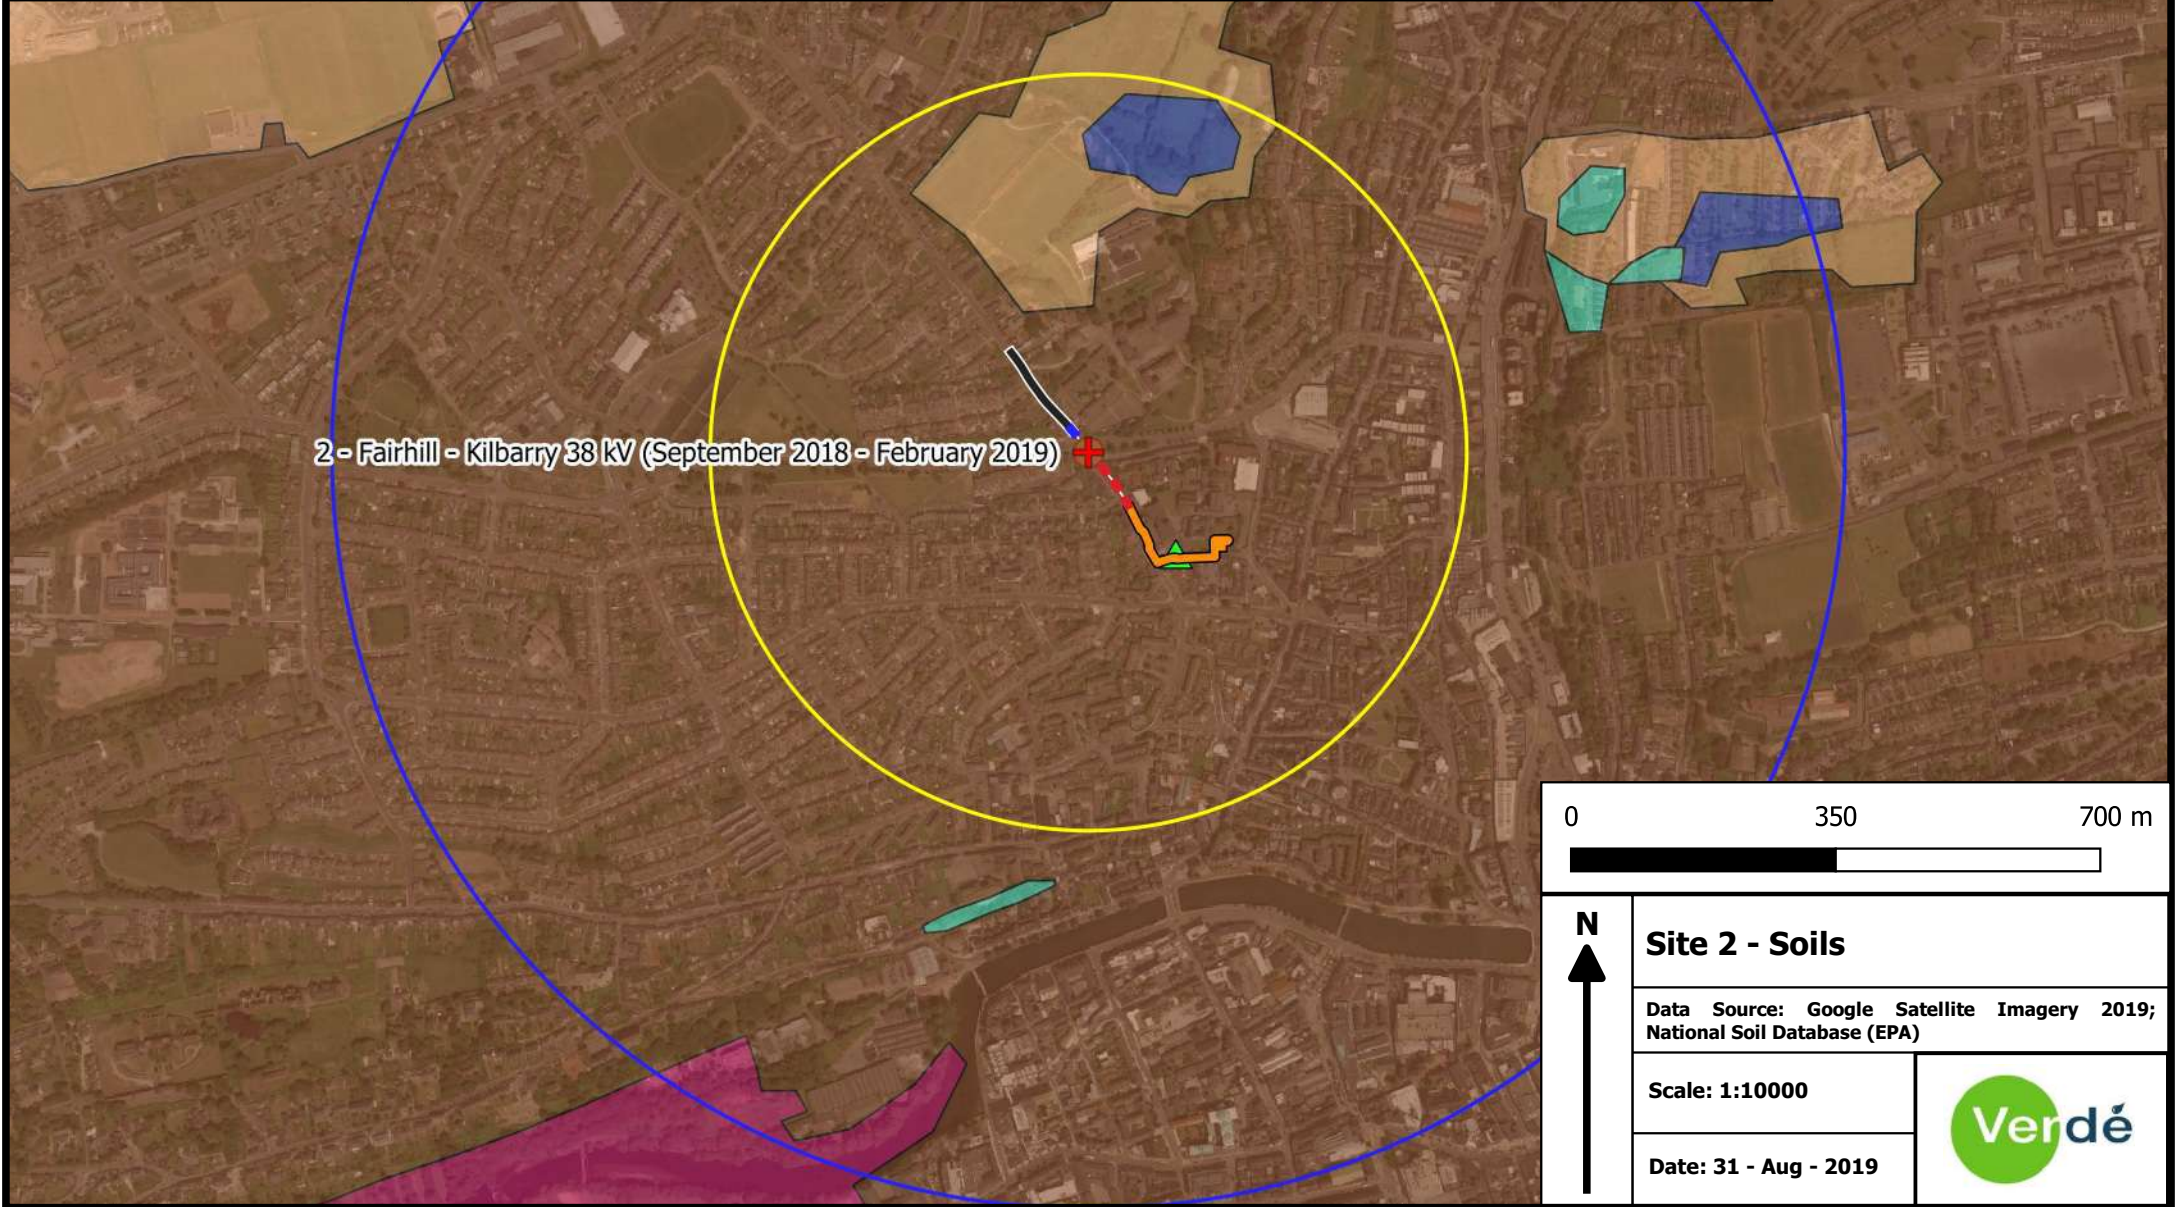 2 - Fairhill - Kilbarry 38 kV (September 2018 - February 2019)
0 350 700 m
N
Site 2 - Soils
Data Source: Google Satellite Imagery 2019;
National Soil Database (EPA)
Scale: 1:10000
Date: 31 - Aug - 2019
Verdé